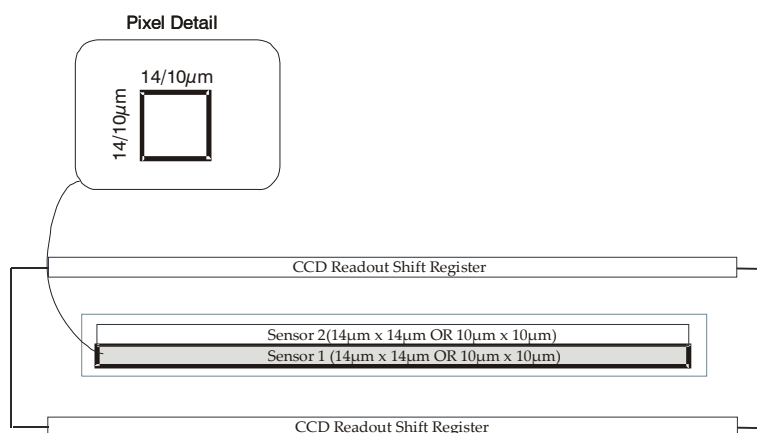 Pixel Detail
14/10µm
14/10µm
CCD Readout Shift Register
Sensor 2(14µm x 14µm OR 10µm x 10µm)
Sensor 1 (14µm x 14µm OR 10µm x 10µm)
CCD Readout Shift Register